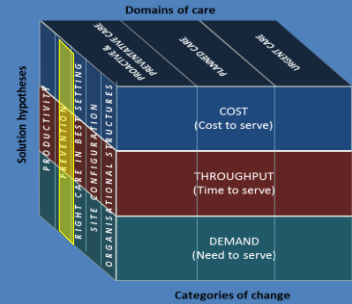 Domains of care
PROACTIVE &
PREVENTATIVE CARE
PLANNED CARE
URGENT CARE
Solution hypotheses
PRODUCTIVITY
PREVENTION
RIGHT CARE IN BEST SETTING
SITE CONFIGURATION
ORGANISATIONAL STRUCTURES
COST
(Cost to serve)
THROUGHPUT
(Time to serve)
DEMAND
(Need to serve)
Categories of change